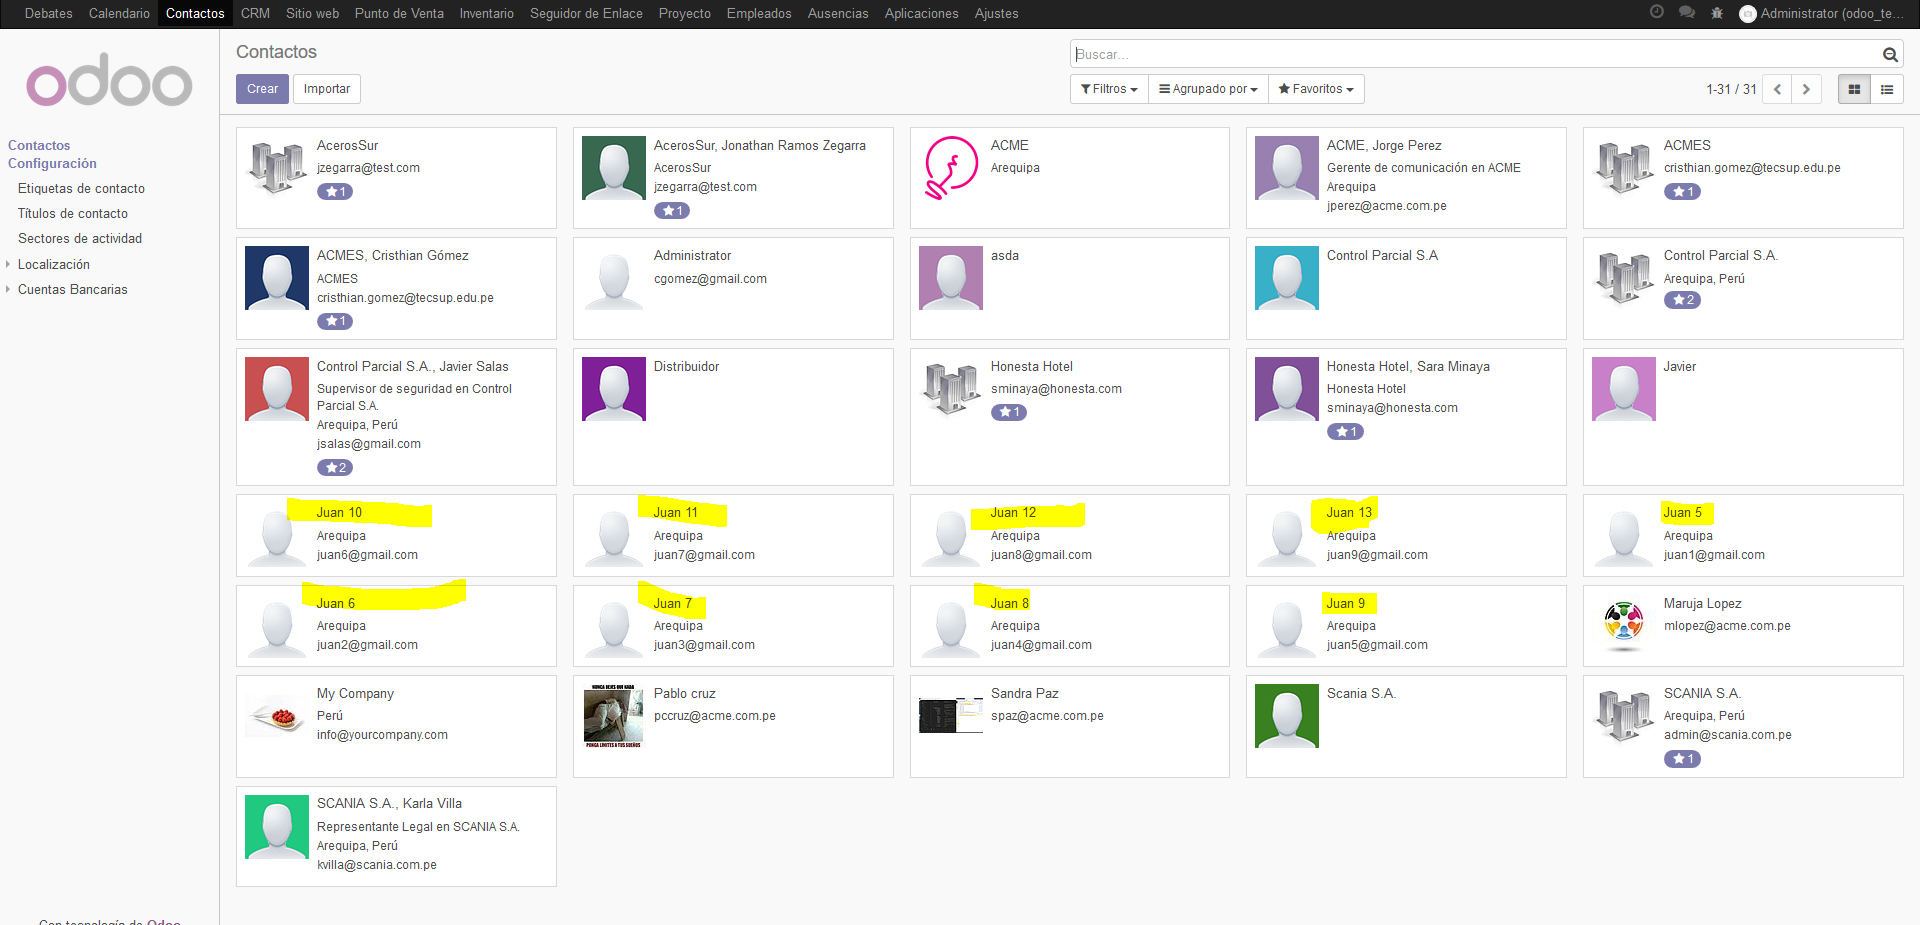 Debates Calendario Contactos CRM Sitio web Punto de Venta Inventario Seguidor de Enlace Proyecto Empleados Ausencias Aplicaciones Ajustes Administrator (odoo_te...
odoo
Contactos
Configuración
Etiquetas de contacto
Títulos de contacto
Sectores de actividad
Localización
Cuentas Bancarias
Contactos
Buscar...
Crear Importar
Filtros Agrupado por Favoritos 1-31 / 31
AcerosSur
jzegarra@test.com
1
AcerosSur, Jonathan Ramos Zegarra
AcerosSur
jzegarra@test.com
1
ACME
Arequipa
ACME, Jorge Perez
Gerente de comunicación en ACME
Arequipa
jperez@acme.com.pe
ACMES
cristhian.gomez@tecsup.edu.pe
1
ACMES, Cristhian Gómez
ACMES
cristhian.gomez@tecsup.edu.pe
1
Administrator
cgomez@gmail.com
asda
Control Parcial S.A
Control Parcial S.A.
Arequipa, Perú
2
Control Parcial S.A., Javier Salas
Supervisor de seguridad en Control
Parcial S.A.
Arequipa, Perú
jsalas@gmail.com
2
Distribuidor
Honesta Hotel
sminaya@honesta.com
1
Honesta Hotel, Sara Minaya
Honesta Hotel
sminaya@honesta.com
1
Javier
Juan 10
Arequipa
juan6@gmail.com
Juan 11
Arequipa
juan7@gmail.com
Juan 12
Arequipa
juan8@gmail.com
Juan 13
Arequipa
juan9@gmail.com
Juan 5
Arequipa
juan1@gmail.com
Juan 6
Arequipa
juan2@gmail.com
Juan 7
Arequipa
juan3@gmail.com
Juan 8
Arequipa
juan4@gmail.com
Juan 9
Arequipa
juan5@gmail.com
Maruja Lopez
mlopez@acme.com.pe
My Company
Perú
info@yourcompany.com
NUNCA DEJES QUE NADA
PONGA LIMITES A TUS SUEÑOS
Pablo cruz
pccruz@acme.com.pe
Sandra Paz
spaz@acme.com.pe
Scania S.A.
SCANIA S.A.
Arequipa, Perú
admin@scania.com.pe
1
SCANIA S.A., Karla Villa
Representante Legal en SCANIA S.A.
Arequipa, Perú
kvilla@scania.com.pe
Con tecnología de Odoo